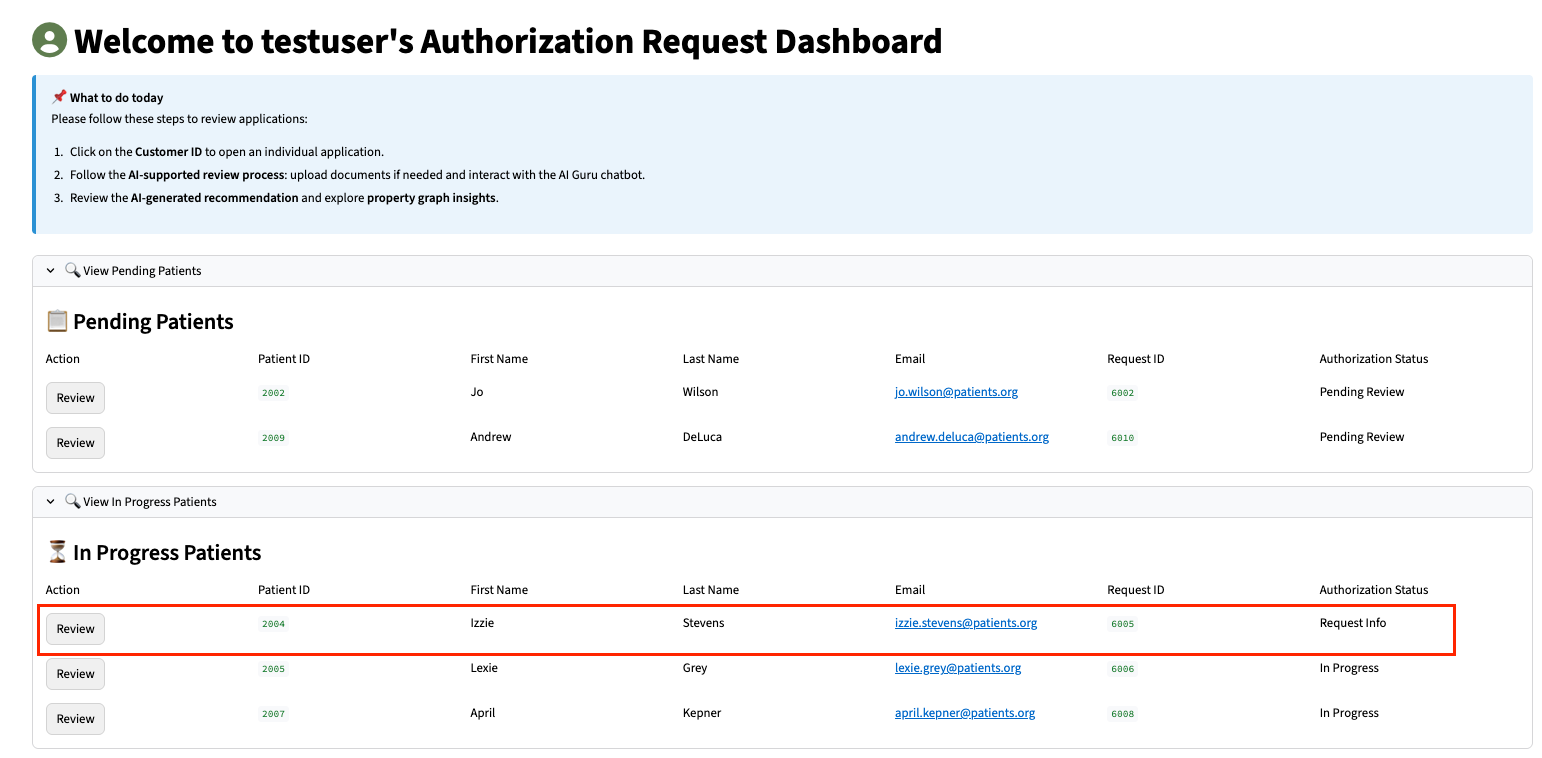 Welcome to testuser's Authorization Request Dashboard
What to do today
Please follow these steps to review applications:
1. Click on the Customer ID to open an individual application.
2. Follow the AI-supported review process: upload documents if needed and interact with the AI Guru chatbot.
3. Review the AI-generated recommendation and explore property graph insights.
View Pending Patients
Pending Patients
Action Patient ID First Name Last Name Email Request ID Authorization Status
Review 2002 Jo Wilson jo.wilson@patients.org 6002 Pending Review
Review 2009 Andrew DeLuca andrew.deluca@patients.org 6010 Pending Review
View In Progress Patients
In Progress Patients
Action Patient ID First Name Last Name Email Request ID Authorization Status
Review 2004 Izzie Stevens izzie.stevens@patients.org 6005 Request Info
Review 2005 Lexie Grey lexie.grey@patients.org 6006 In Progress
Review 2007 April Kepner april.kepner@patients.org 6008 In Progress